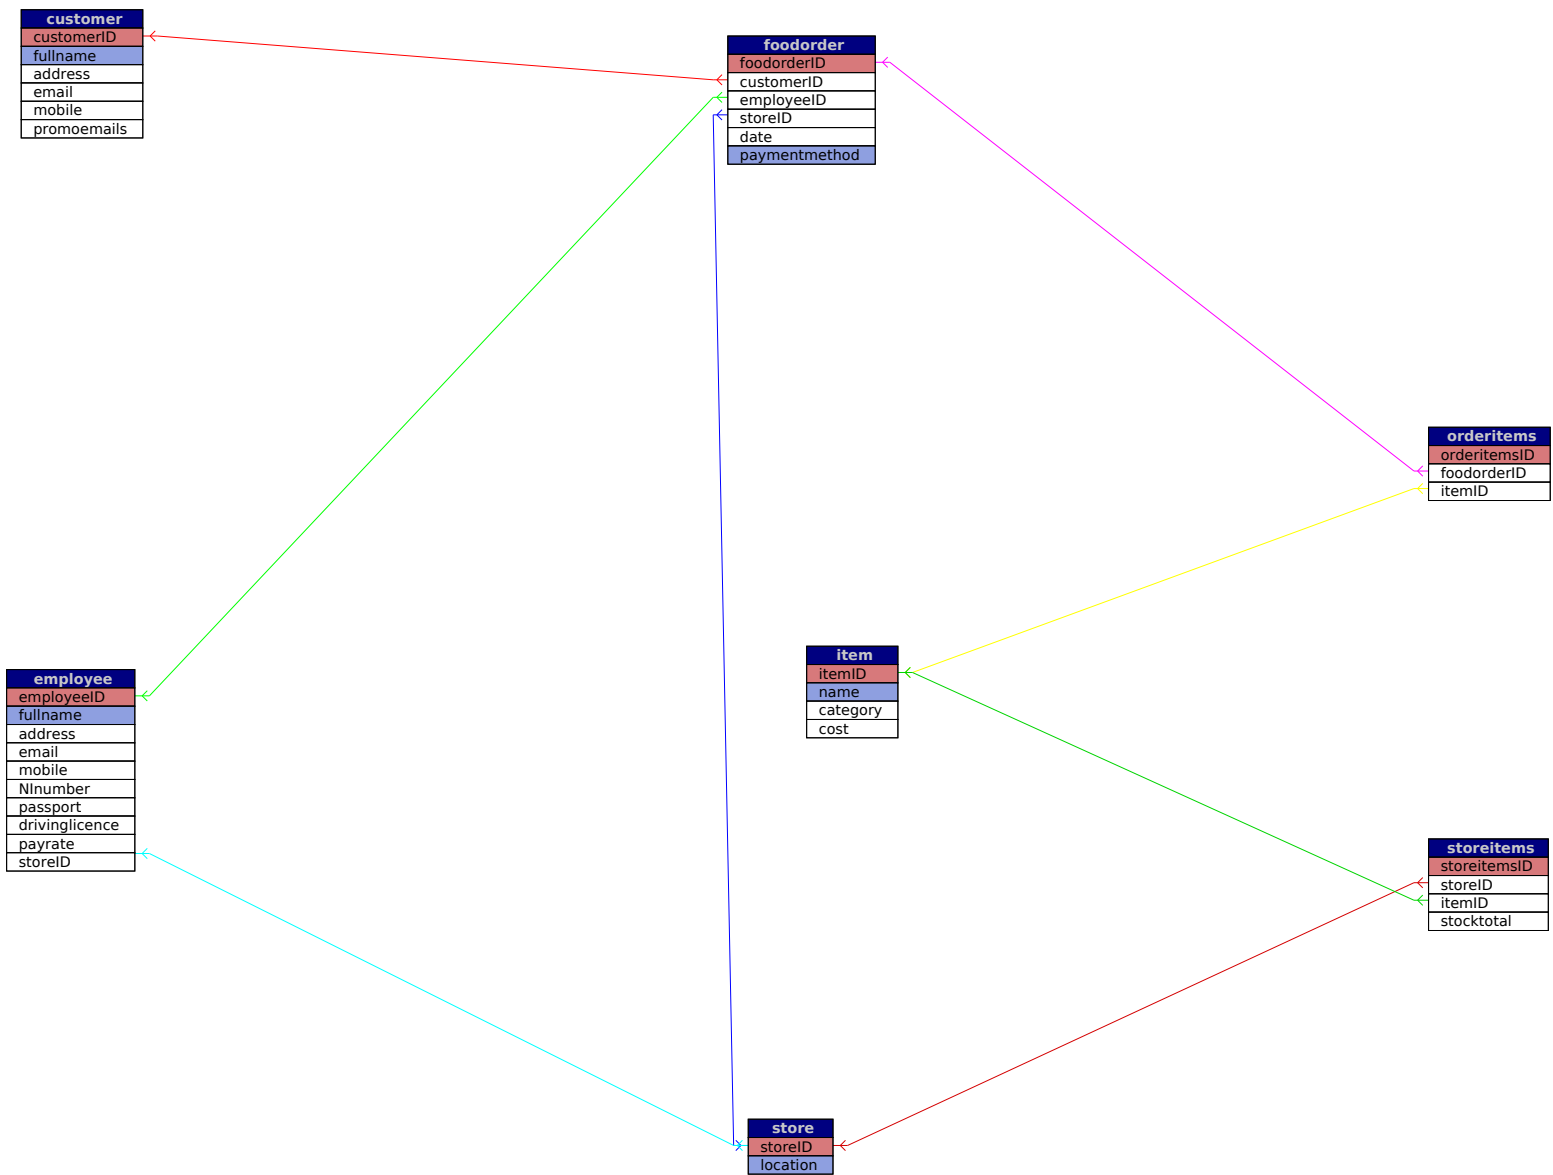 customer
customerID
fullname
address
email
mobile
promoemails
foodorder
foodorderID
customerID
employeeID
storeID
date
paymentmethod
orderitems
orderitemsID
foodorderID
itemID
item
itemID
name
category
cost
employee
employeeID
fullname
address
email
mobile
NInumber
passport
drivinglicence
payrate
storeID
storeitems
storeitemsID
storeID
itemID
stocktotal
store
storeID
location